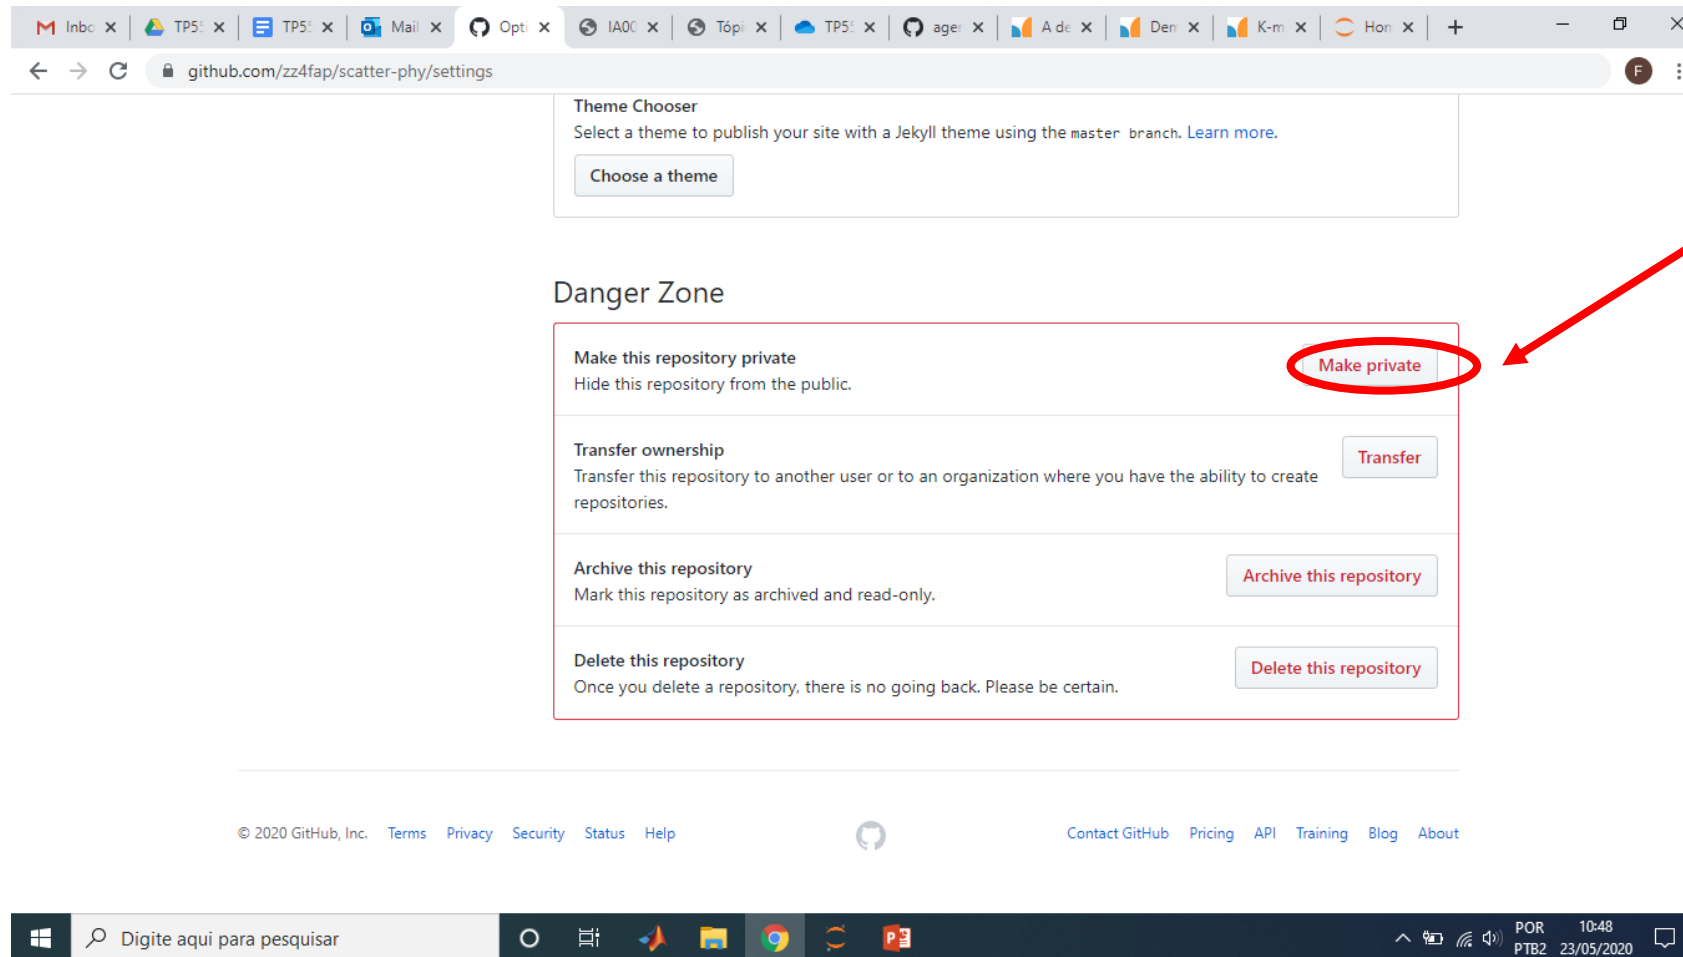 Inbo TP5 TP5 Mail Opti IA00 Tópi TP5 ager A de Dem K-m Hom
github.com/zz4fap/scatter-phy/settings F
Theme Chooser
Select a theme to publish your site with a Jekyll theme using the master branch. Learn more.
Choose a theme
Danger Zone
Make this repository private
Hide this repository from the public.
Make private
Transfer ownership
Transfer this repository to another user or to an organization where you have the ability to create
repositories.
Transfer
Archive this repository
Mark this repository as archived and read-only.
Archive this repository
Delete this repository
Once you delete a repository, there is no going back. Please be certain.
Delete this repository
© 2020 GitHub, Inc. Terms Privacy Security Status Help Contact GitHub Pricing API Training Blog About
Digite aqui para pesquisar
POR 10:48
PTB2 23/05/2020